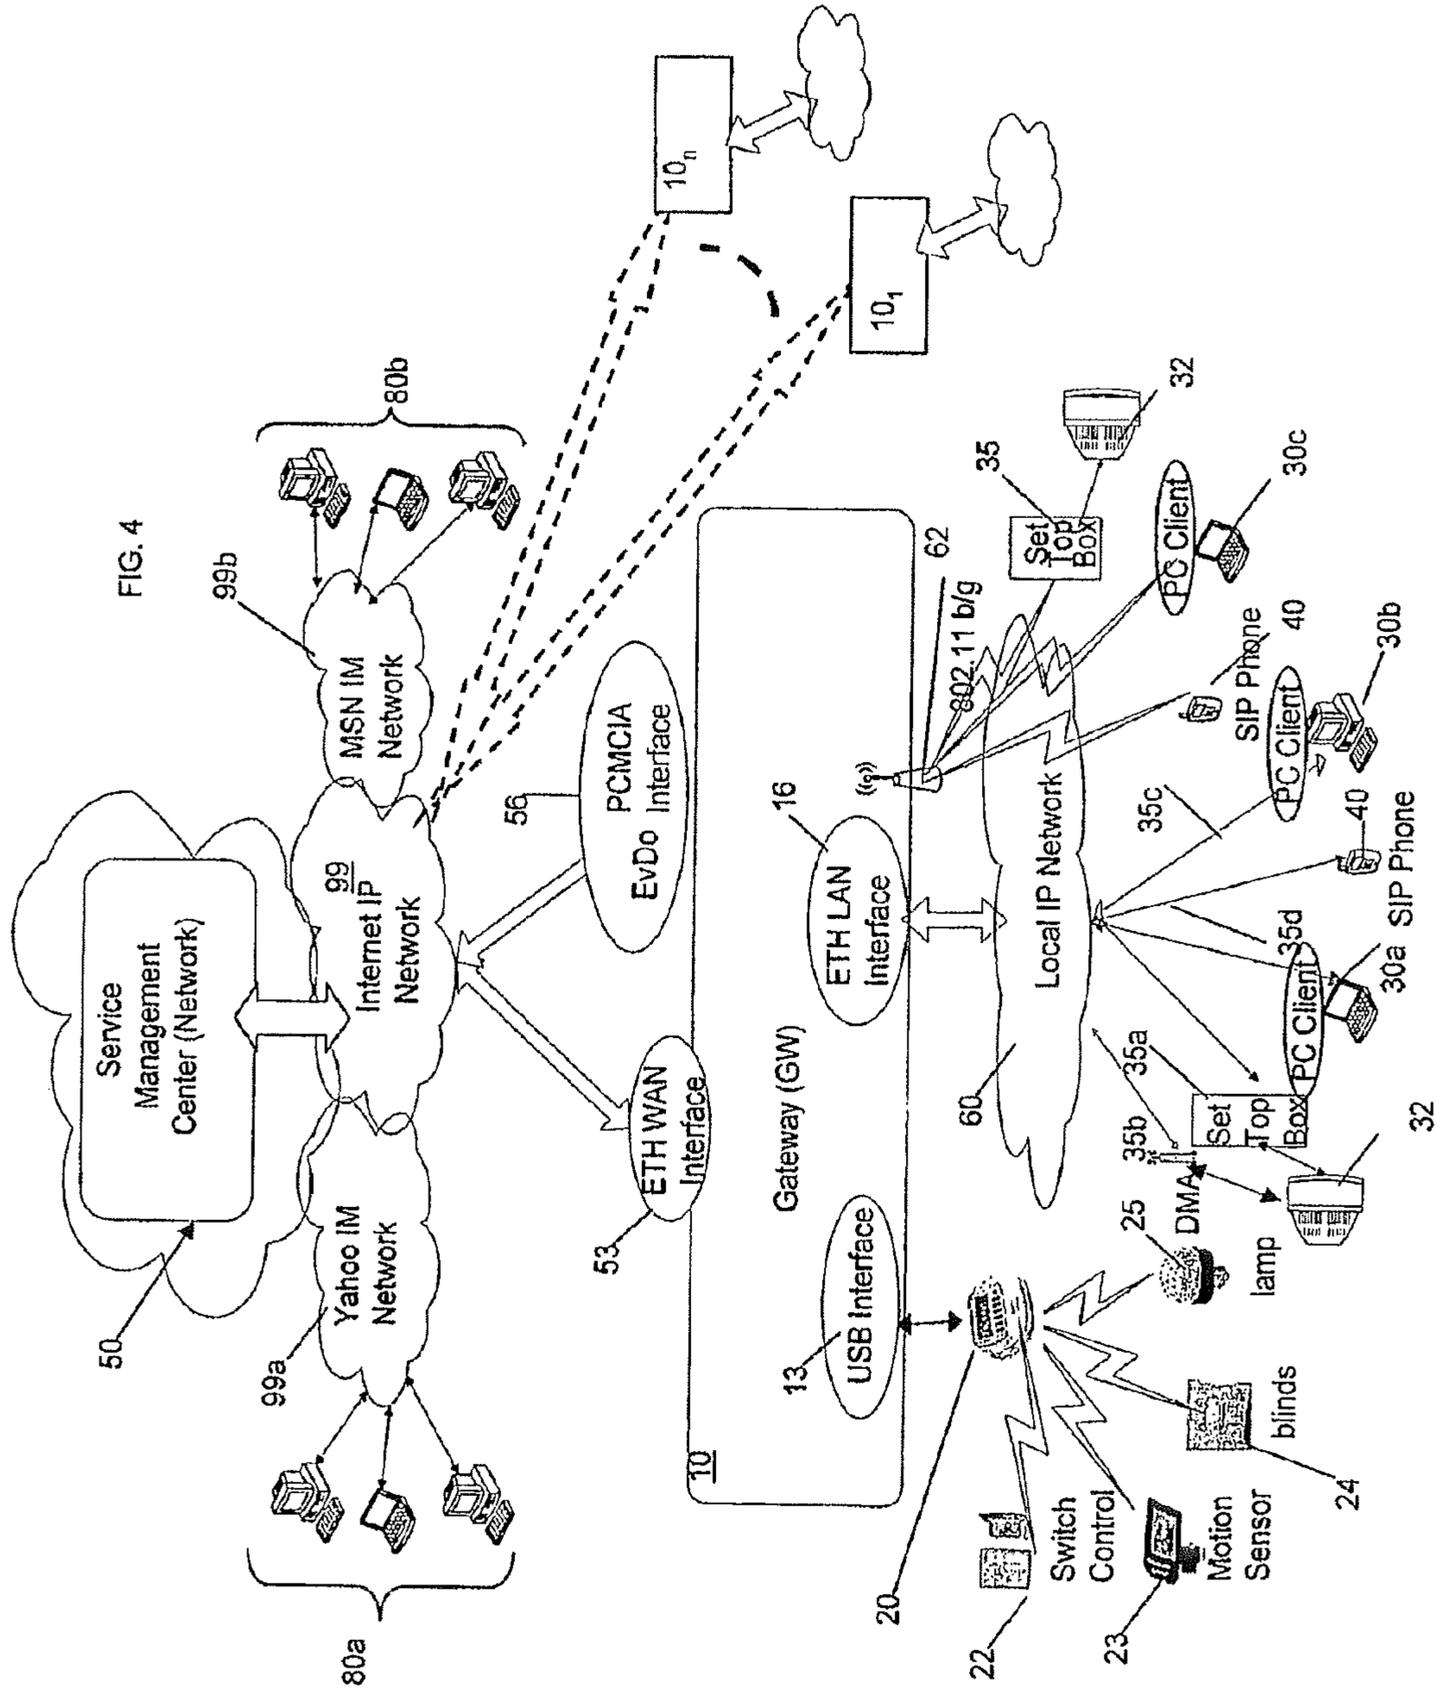 FIG. 4
Service
Management
Center (Network)
50
80a
99a
Yahoo IM
Network
99
Internet IP
Network
MSN IM
Network
99b
80b
53
ETH WAN
Interface
56
PCMCIA
EvDo Interface
10
Gateway (GW)
13
USB Interface
16
ETH LAN
Interface
62
802.11 b/g
10n
101
60
Local IP Network
20
22
Switch
Control
23
Motion
Sensor
24
blinds
25
lamp
DMA
35b
35a
Set
Top
Box
32
PC Client
30a
35d
SIP Phone
40
35c
PC Client
30b
SIP Phone
40
PC Client
30c
35
Set
Top
Box
32